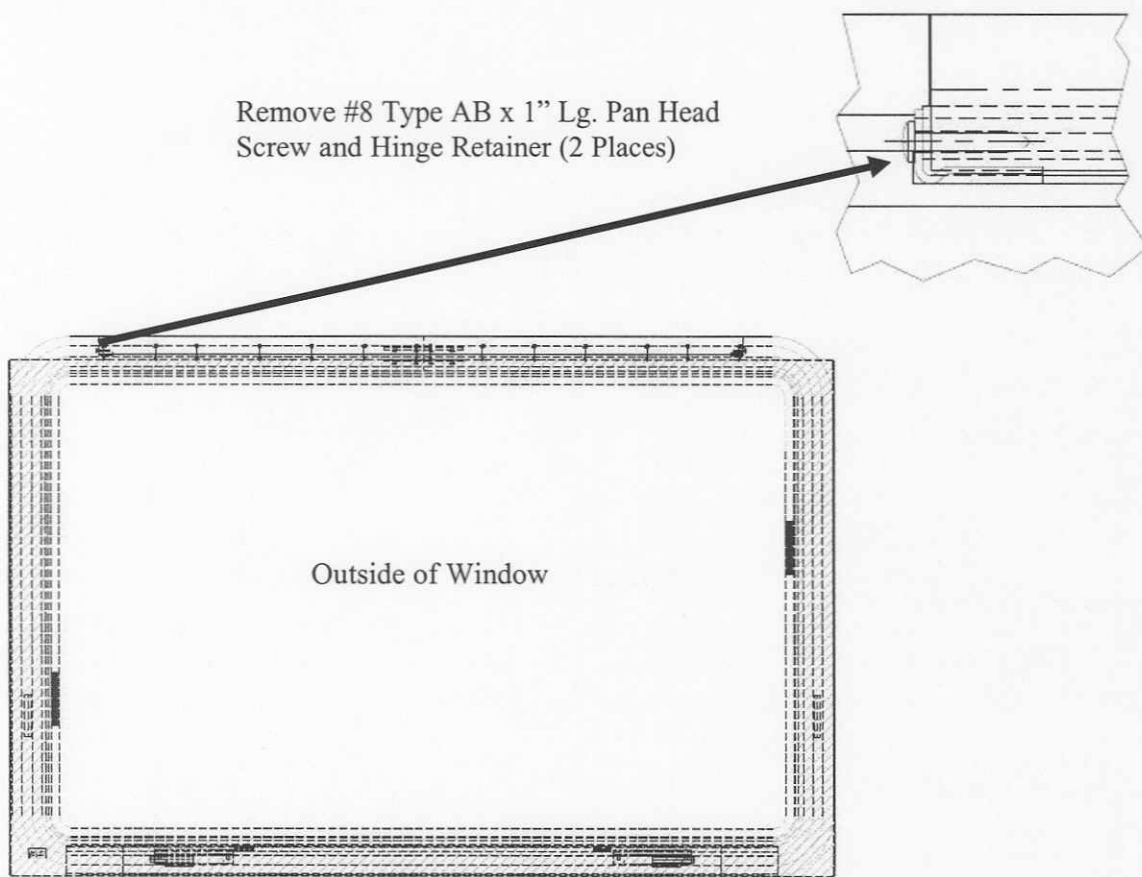 Remove #8 Type AB x 1” Lg. Pan Head
Screw and Hinge Retainer (2 Places)
Outside of Window